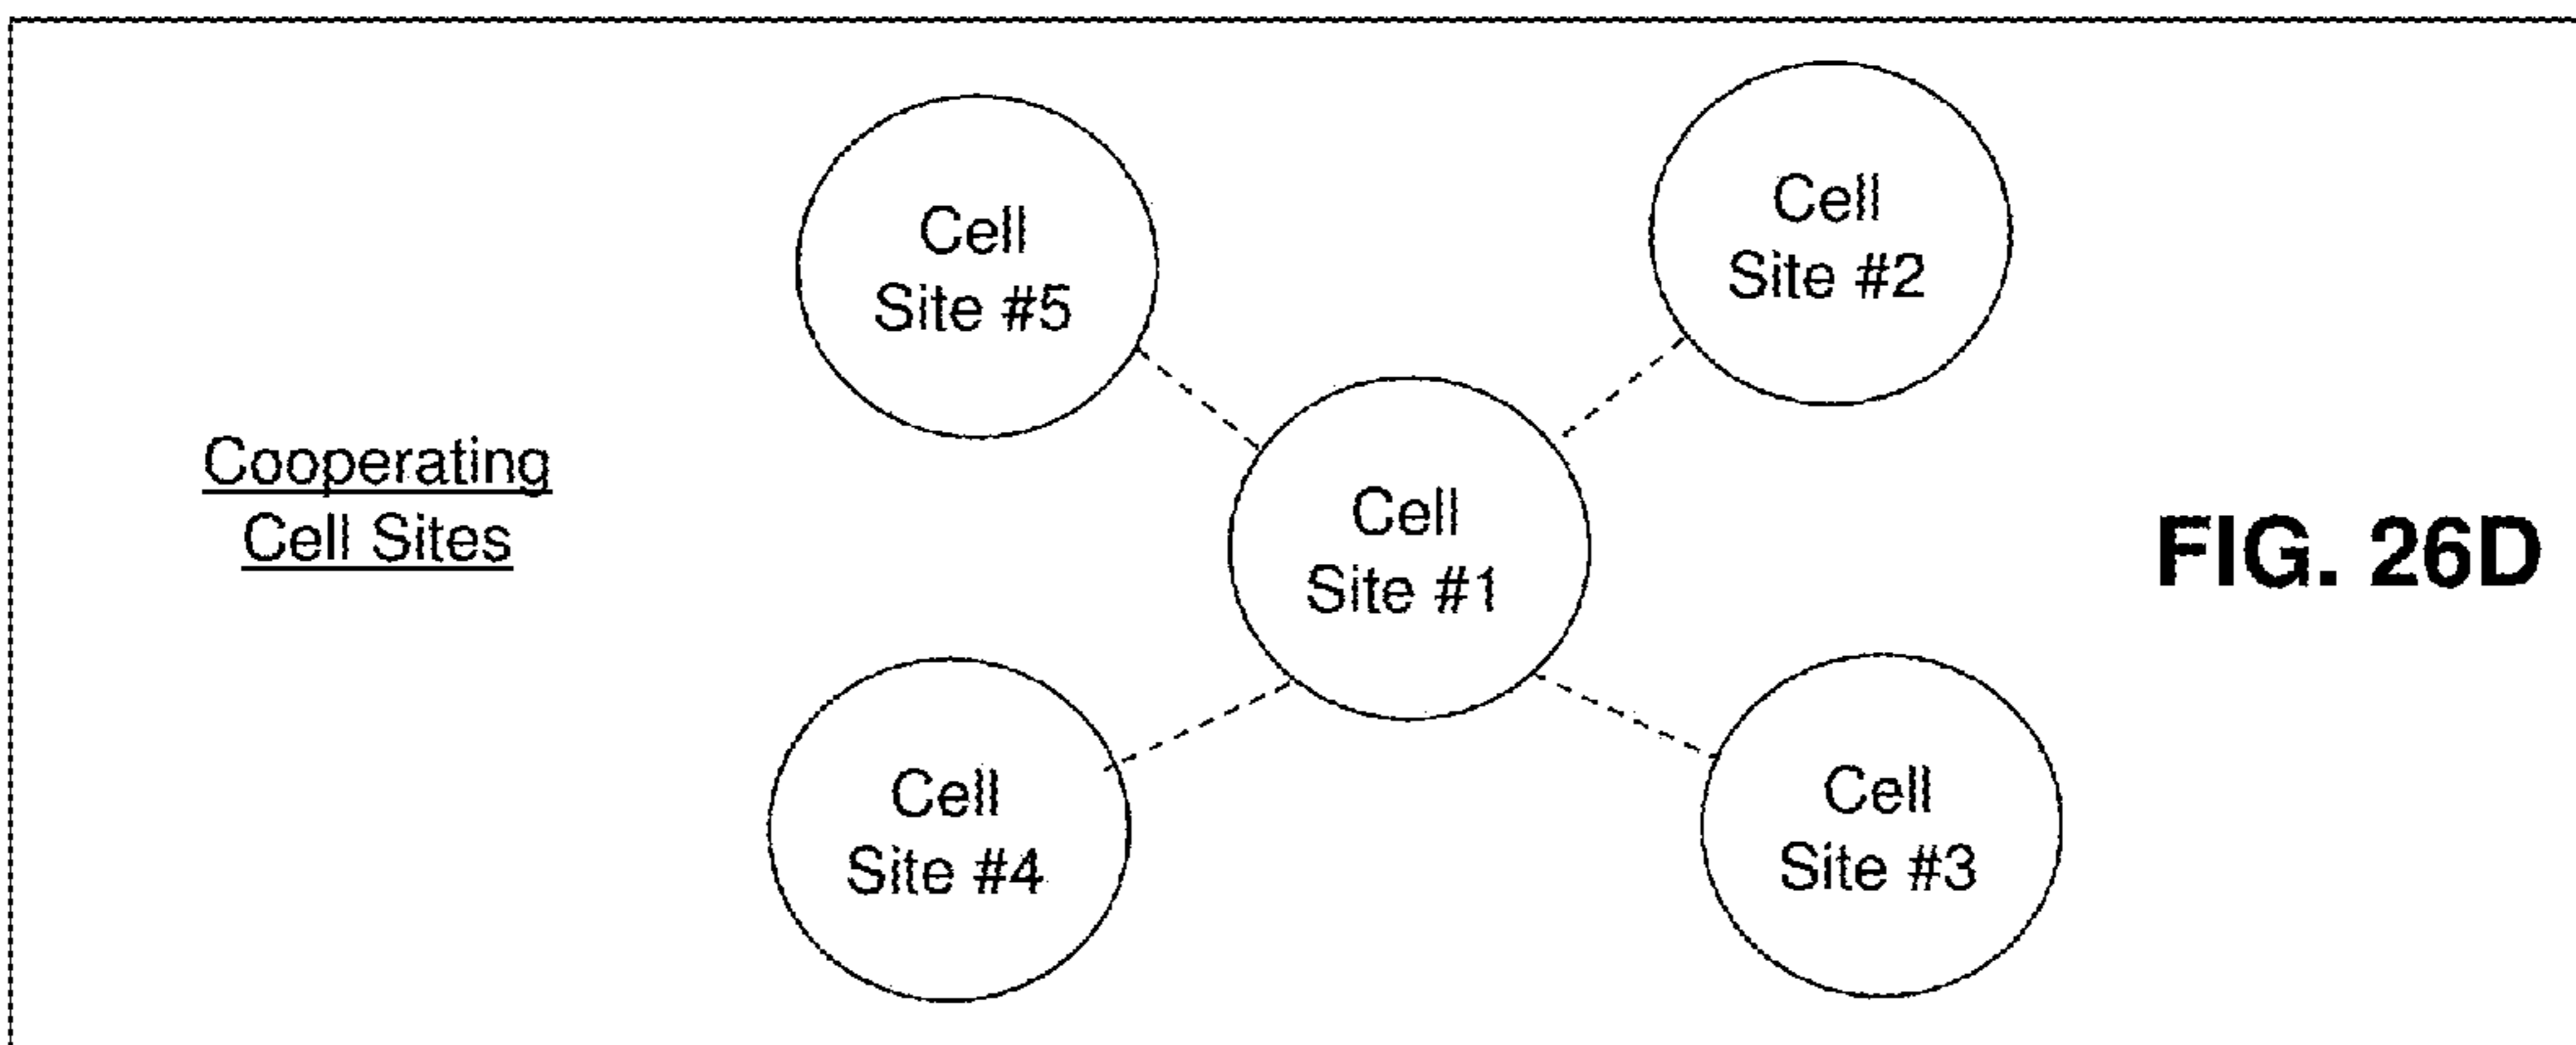 Cell
Site #5
Cell
Site #2
Cooperating
Cell Sites
Cell
Site #1
FIG. 26D
Cell
Site #4
Cell
Site #3